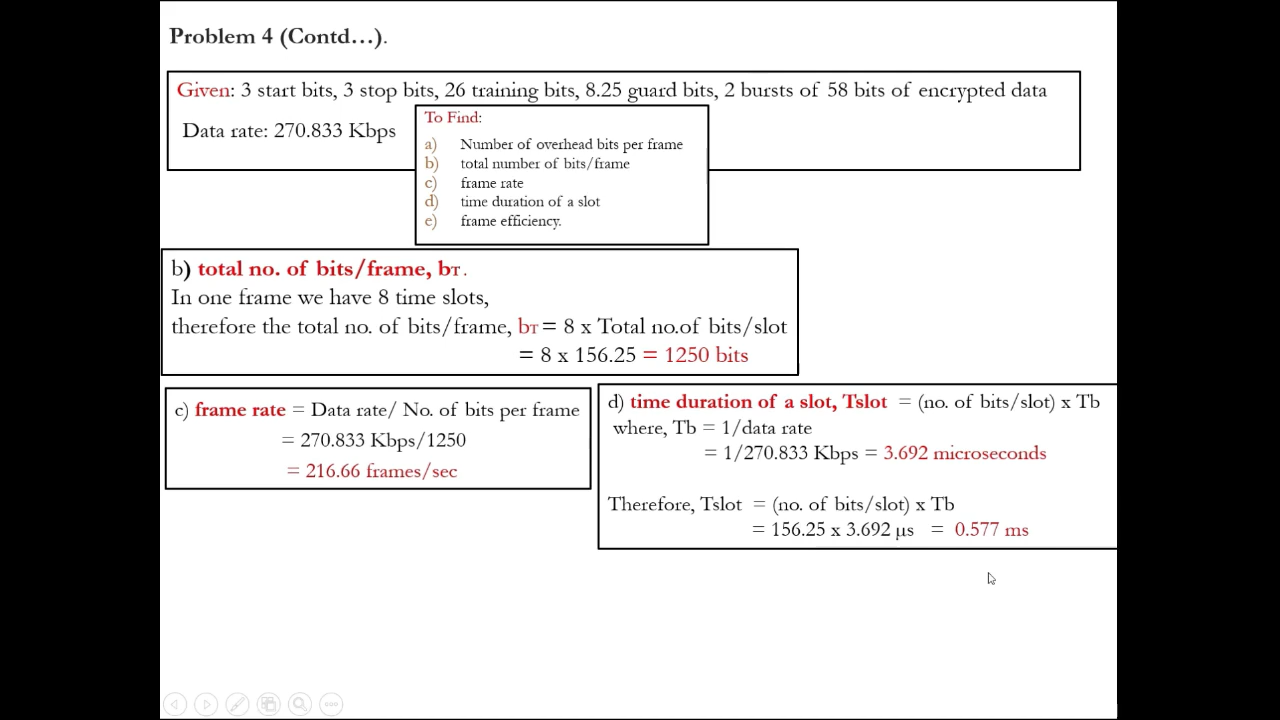 Problem 4 (Contd…).
Given: 3 start bits, 3 stop bits, 26 training bits, 8.25 guard bits, 2 bursts of 58 bits of encrypted data
Data rate: 270.833 Kbps
To Find:
a) Number of overhead bits per frame
b) total number of bits/frame
c) frame rate
d) time duration of a slot
e) frame efficiency.
b) total no. of bits/frame, bT.
In one frame we have 8 time slots,
therefore the total no. of bits/frame, bT = 8 x Total no.of bits/slot
= 8 x 156.25 = 1250 bits
c) frame rate = Data rate/ No. of bits per frame
= 270.833 Kbps/1250
= 216.66 frames/sec
d) time duration of a slot, Tslot = (no. of bits/slot) x Tb
where, Tb = 1/data rate
= 1/270.833 Kbps = 3.692 microseconds
Therefore, Tslot = (no. of bits/slot) x Tb
= 156.25 x 3.692 μs = 0.577 ms